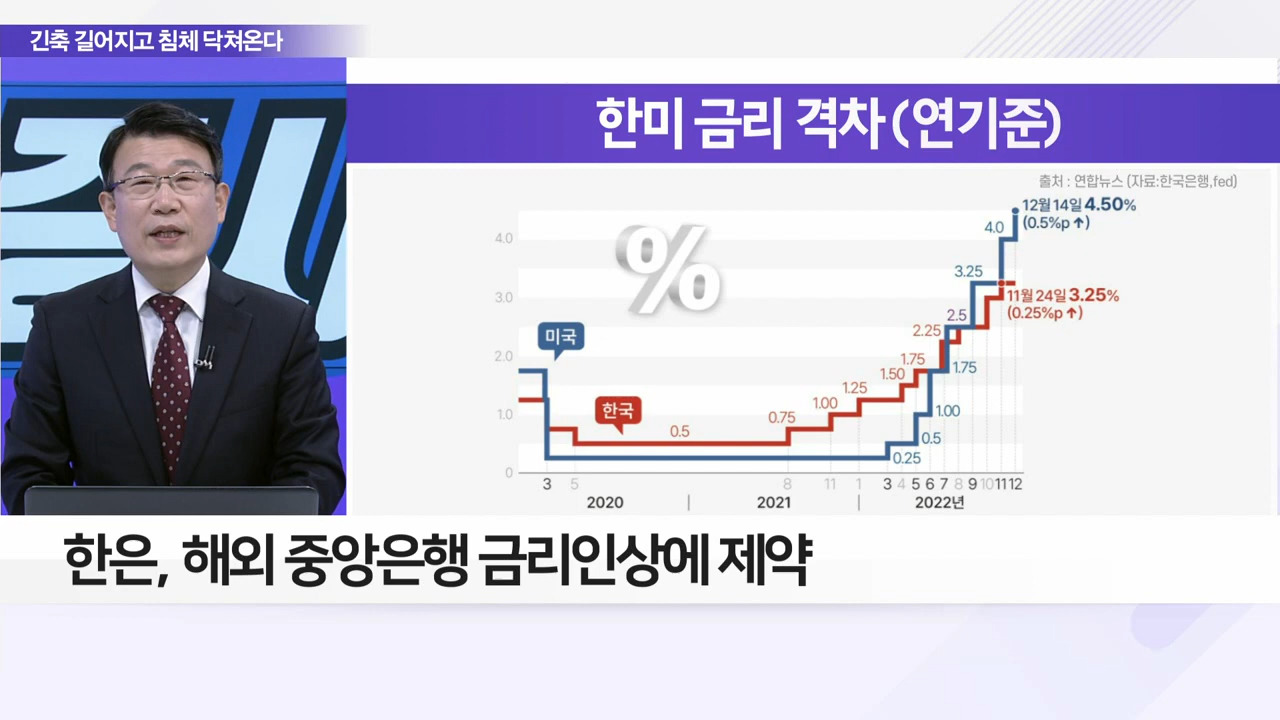 긴축 길어지고 침체 닥쳐온다
한미 금리 격차 (연기준)
출처 : 연합뉴스 (자료:한국은행,fed)
12월 14일 4.50%
(0.5%p ↑)
4.0
4.0
3.25
3.0
11월 24일 3.25%
(0.25%p ↑)
%
2.5
2.25
미국
2.0
1.75
1.75
1.50
1.25
한국
1.00
1.00
1.0
0.75
0.5
0.5
0.25
0
3 5 8 11 1 3 4 5 6 7 8 9 10 11 12
2020 | 2021 | 2022년
한은, 해외 중앙은행 금리인상에 제약